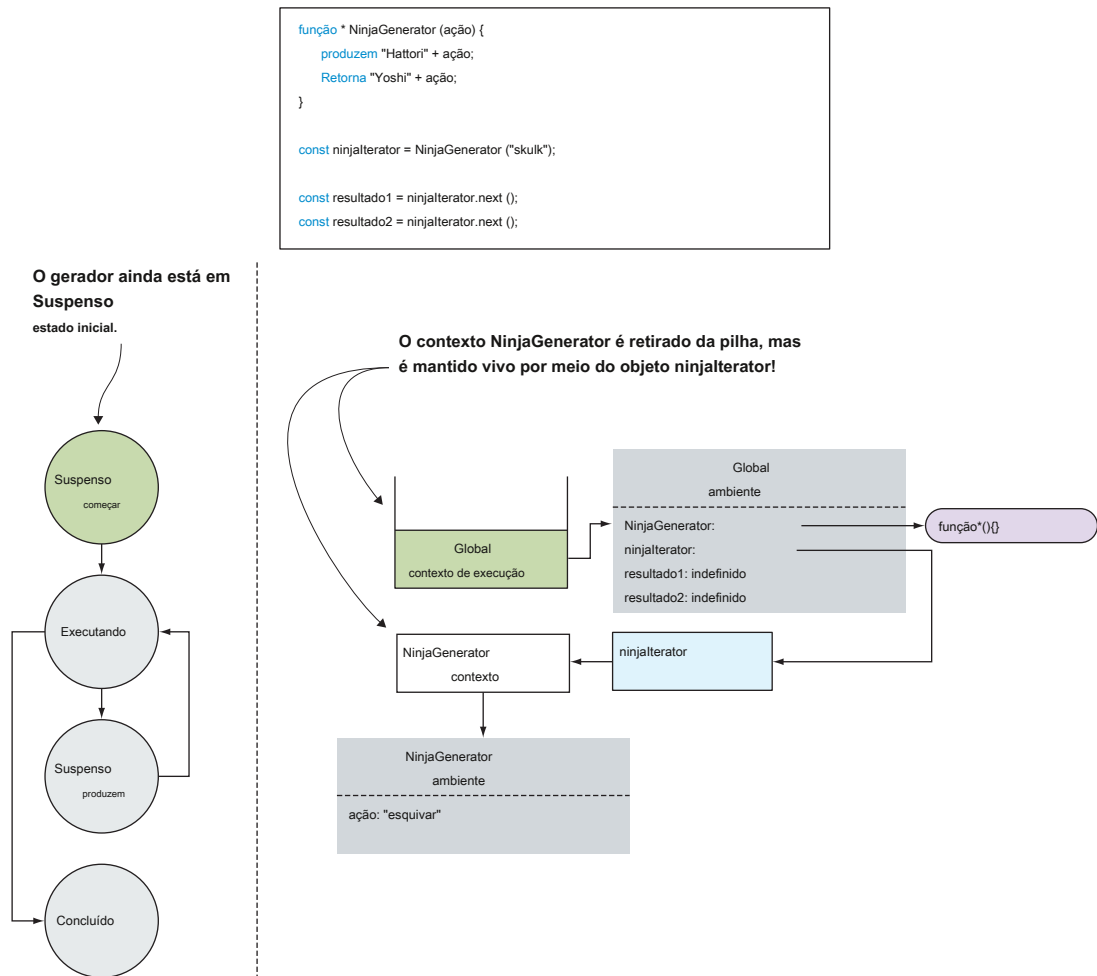 função * NinjaGenerator (ação) {
produzem "Hattori" + ação;
Retorna "Yoshi" + ação;
}
const ninjaIterator = NinjaGenerator ("skulk");
const resultado1 = ninjaIterator.next ();
const resultado2 = ninjaIterator.next ();
O gerador ainda está em
Suspenso
estado inicial.
O contexto NinjaGenerator é retirado da pilha, mas
é mantido vivo por meio do objeto ninjaIterator!
Suspenso
começar
Executando
Suspenso
produzem
Concluído
Global
contexto de execução
Global
ambiente
NinjaGenerator:
ninjaIterator:
resultado1: indefinido
resultado2: indefinido
função*(){}
NinjaGenerator
contexto
ninjaIterator
NinjaGenerator
ambiente
ação: "esquivar"